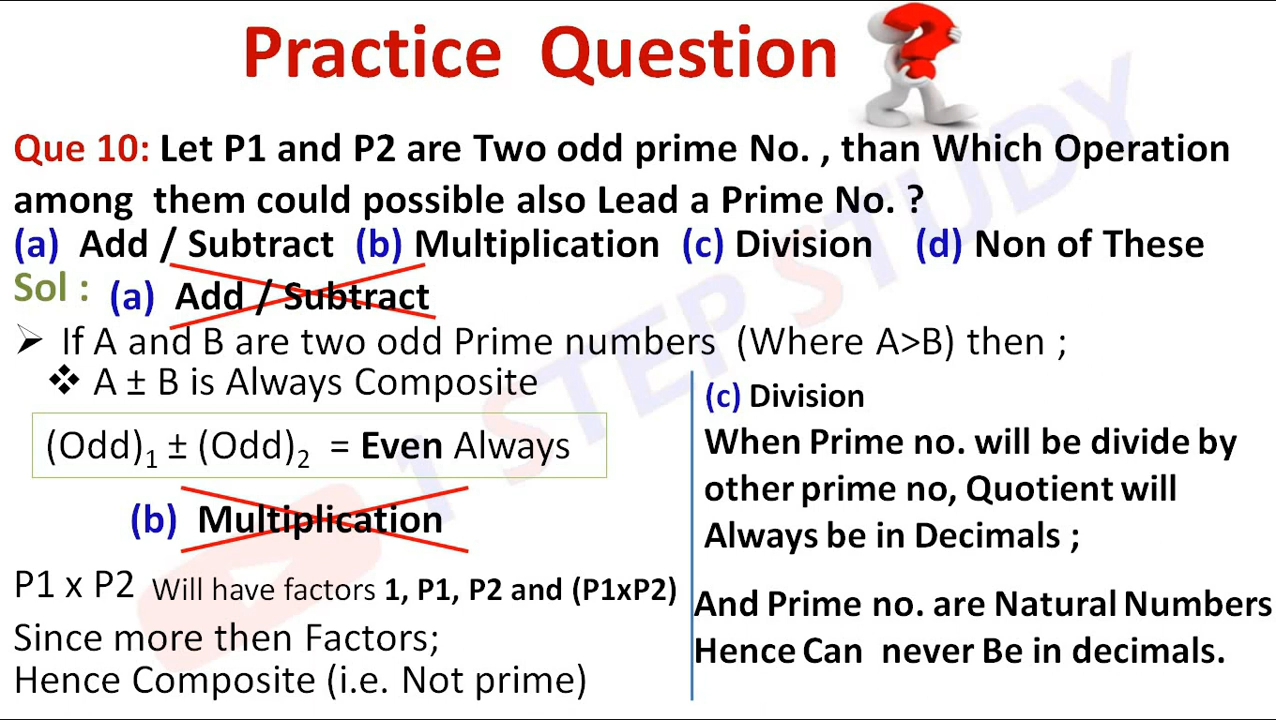 Practice Question
Que 10: Let P1 and P2 are Two odd prime No. , than Which Operation
among them could possible also Lead a Prime No. ?
(a) Add / Subtract (b) Multiplication (c) Division (d) Non of These
Sol : (a) Add / Subtract
➢ If A and B are two odd Prime numbers (Where A>B) then ;
❖ A ± B is Always Composite
(Odd)₁ ± (Odd)₂ = Even Always
(b) Multiplication
P1 x P2 Will have factors 1, P1, P2 and (P1xP2)
Since more then Factors;
Hence Composite (i.e. Not prime)
(c) Division
When Prime no. will be divide by
other prime no, Quotient will
Always be in Decimals ;
And Prime no. are Natural Numbers
Hence Can never Be in decimals.
1 STEP STUDY